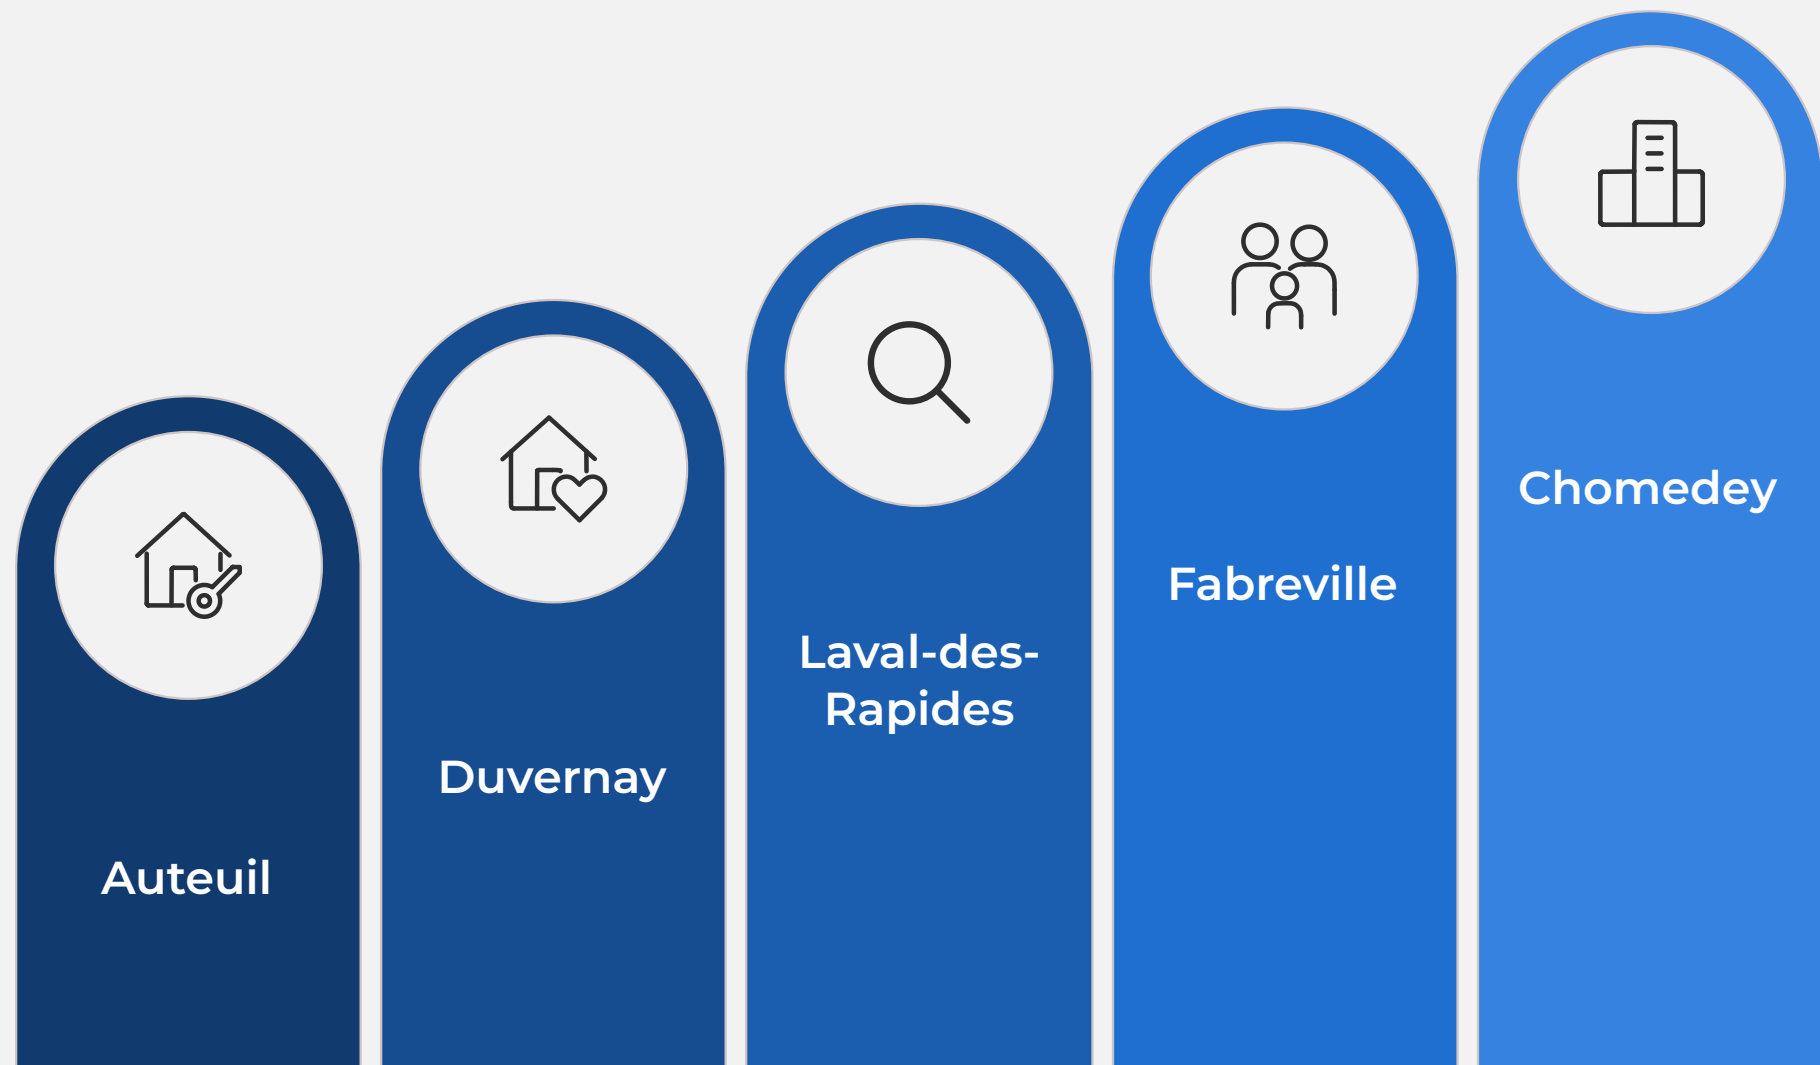 Auteuil
Duvernay
Laval-des-
Rapides
Fabreville
Chomedey